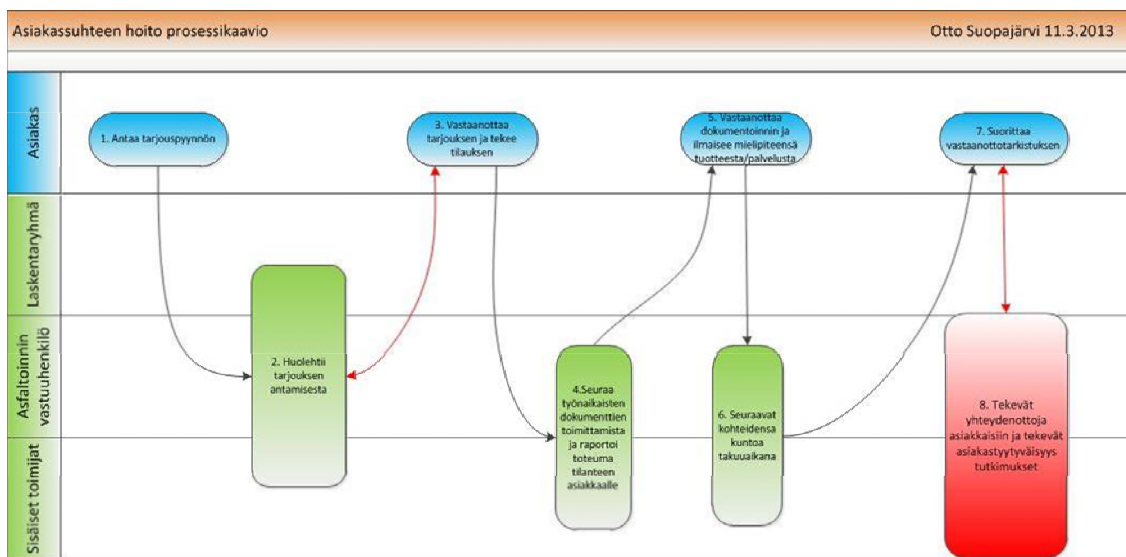 Asiakassuhteen hoito prosessikaavio
Otto Suopajärvi 11.3.2013
Asiakas
1. Antaa tarjouspyynnön
3. Vastaanottaa
tarjouksen ja tekee
tilauksen
5. Vastaanottaa
dokumentoinnin ja
ilmaisee mielipiteensä
tuotteesta/palvelusta
7. Suorittaa
vastaanottotarkistuksen
Laskentaryhmä
Asfaltoinnin
vastuuhenkilö
Sisäiset toimijat
2. Huolehtii
tarjouksen
antamisesta
4.Seuraa
työnaikaisten
dokumenttien
toimittamista
ja raportoi
toteuma
tilanteen
asiakkaalle
6. Seuraavat
kohteidensa
kuntoa
takuuaikana
8. Tekevät
yhteydenottoja
asiakkaisiin ja tekevät
asiakastyytyväisyys
tutkimukset